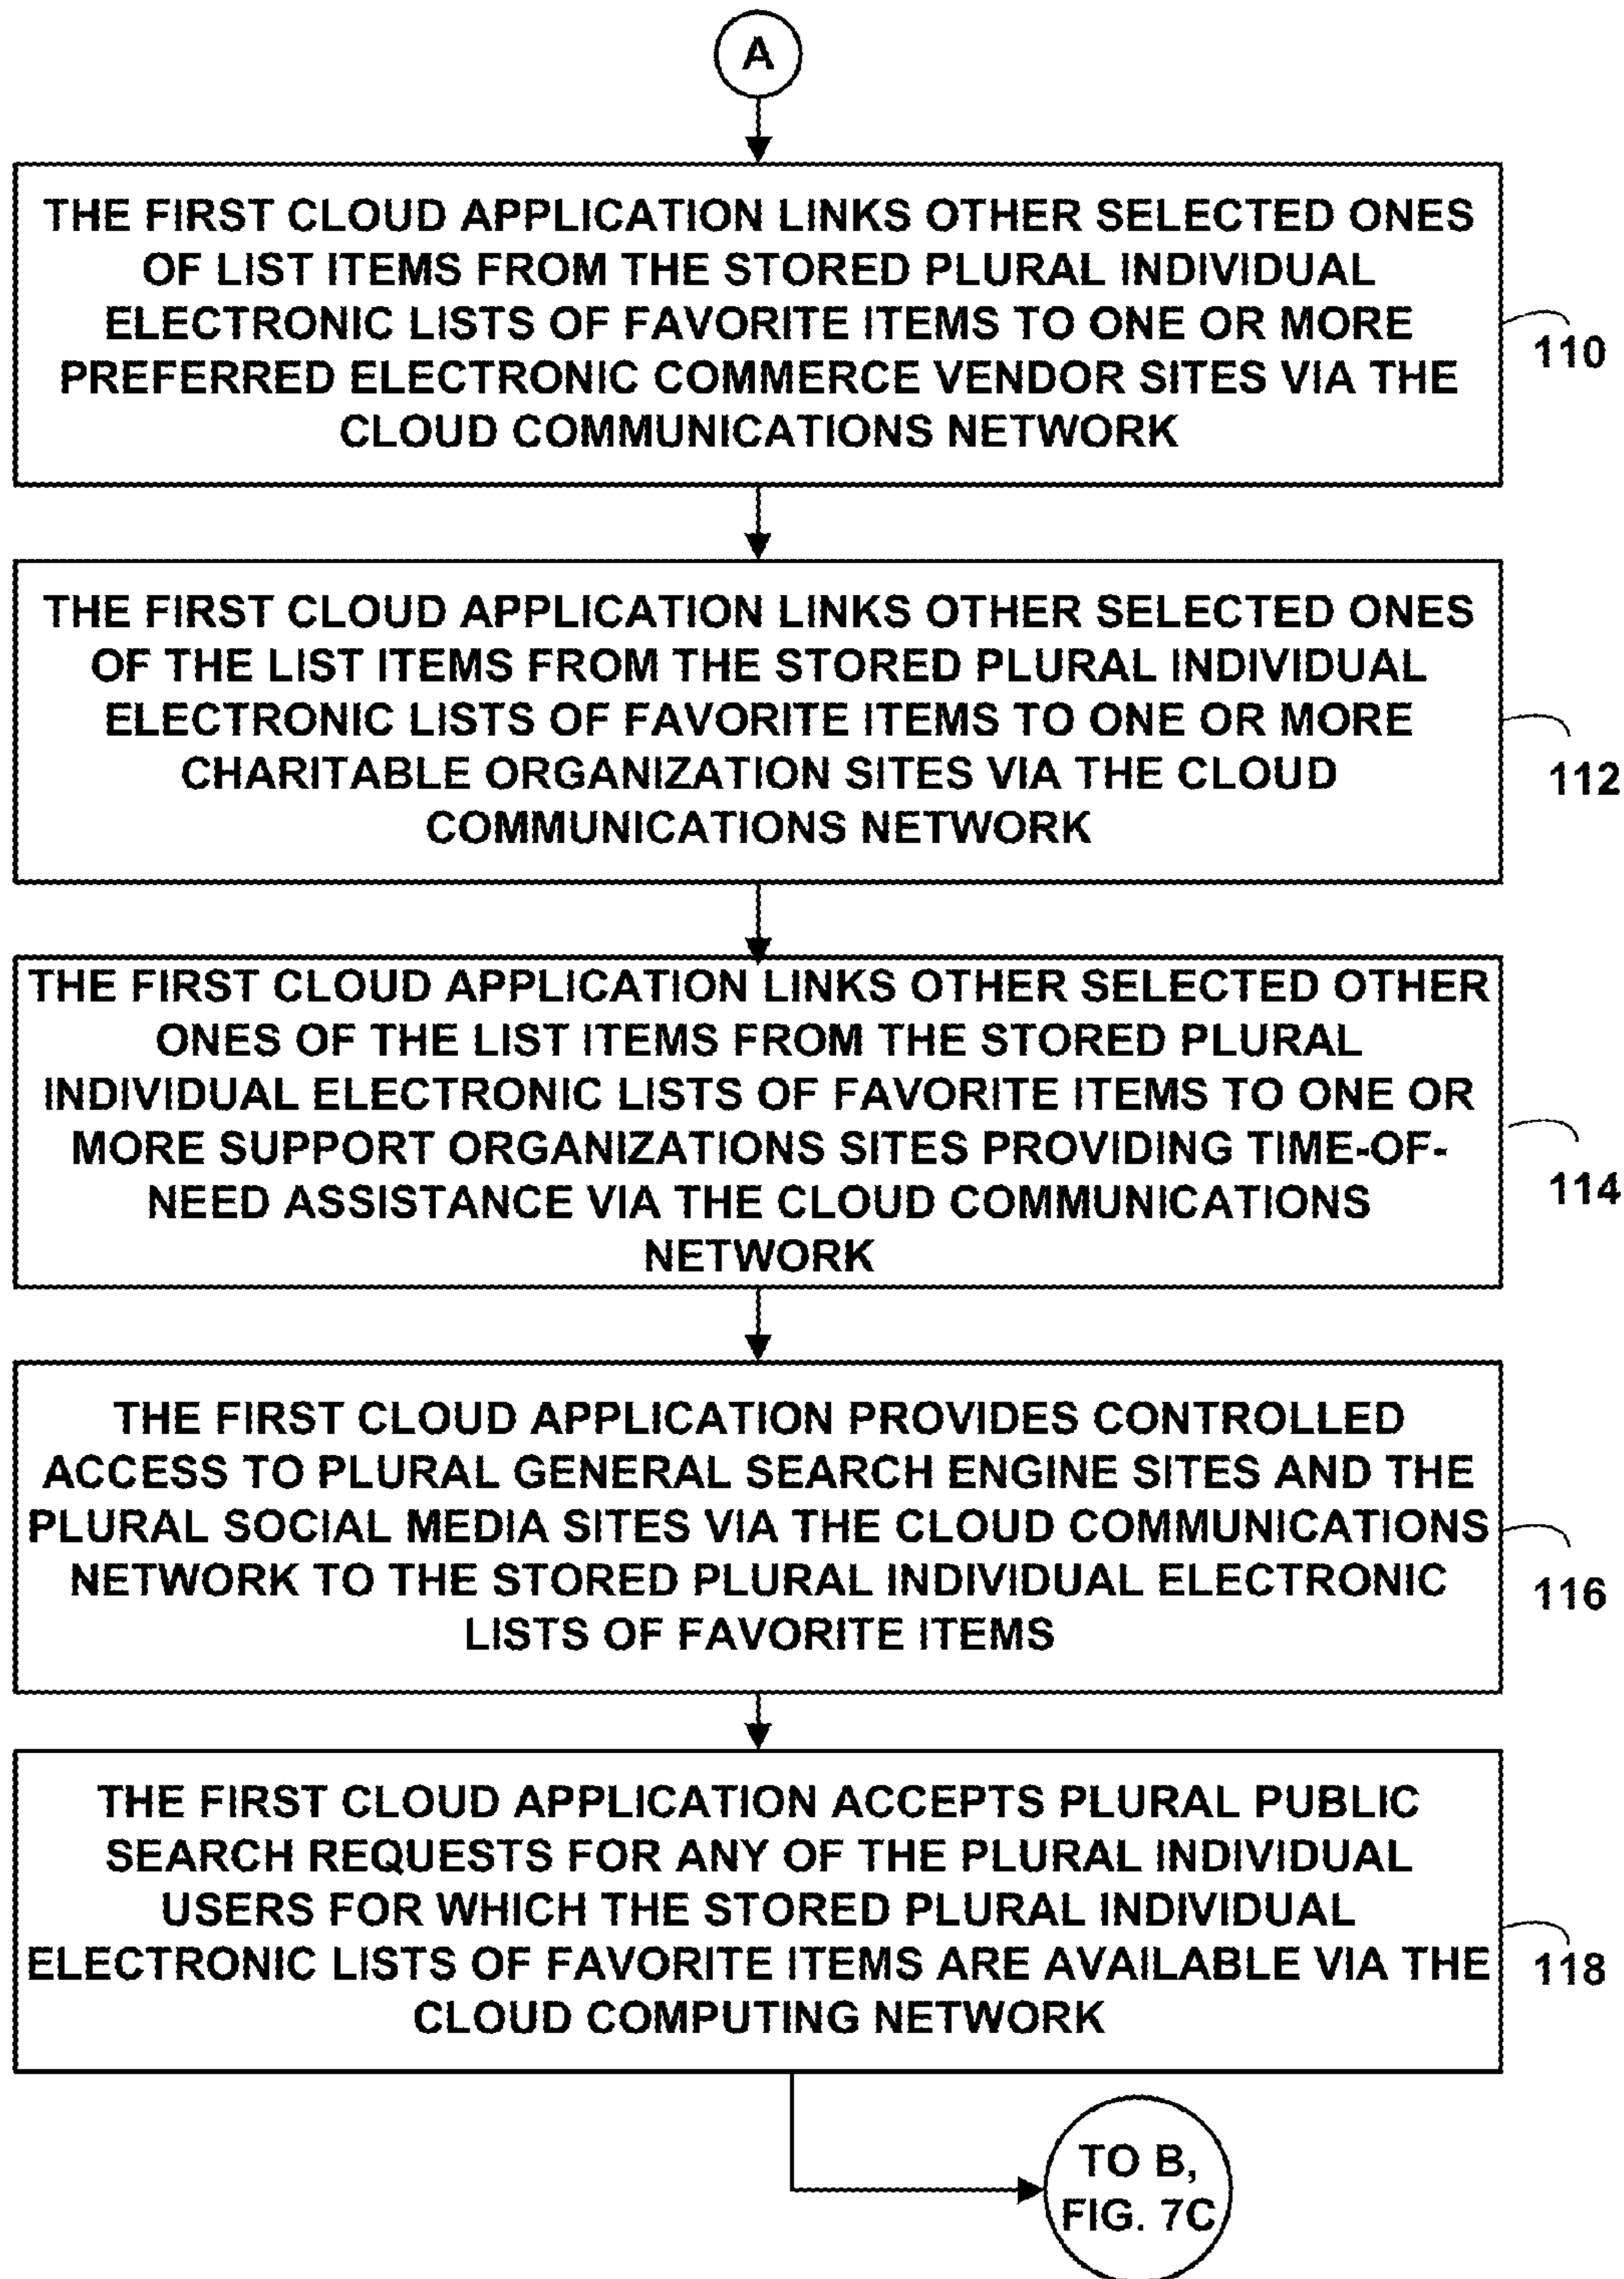 A
THE FIRST CLOUD APPLICATION LINKS OTHER SELECTED ONES
OF LIST ITEMS FROM THE STORED PLURAL INDIVIDUAL
ELECTRONIC LISTS OF FAVORITE ITEMS TO ONE OR MORE
PREFERRED ELECTRONIC COMMERCE VENDOR SITES VIA THE
CLOUD COMMUNICATIONS NETWORK
110
THE FIRST CLOUD APPLICATION LINKS OTHER SELECTED ONES
OF THE LIST ITEMS FROM THE STORED PLURAL INDIVIDUAL
ELECTRONIC LISTS OF FAVORITE ITEMS TO ONE OR MORE
CHARITABLE ORGANIZATION SITES VIA THE CLOUD
COMMUNICATIONS NETWORK
112
THE FIRST CLOUD APPLICATION LINKS OTHER SELECTED OTHER
ONES OF THE LIST ITEMS FROM THE STORED PLURAL
INDIVIDUAL ELECTRONIC LISTS OF FAVORITE ITEMS TO ONE OR
MORE SUPPORT ORGANIZATIONS SITES PROVIDING TIME-OF-
NEED ASSISTANCE VIA THE CLOUD COMMUNICATIONS
NETWORK
114
THE FIRST CLOUD APPLICATION PROVIDES CONTROLLED
ACCESS TO PLURAL GENERAL SEARCH ENGINE SITES AND THE
PLURAL SOCIAL MEDIA SITES VIA THE CLOUD COMMUNICATIONS
NETWORK TO THE STORED PLURAL INDIVIDUAL ELECTRONIC
LISTS OF FAVORITE ITEMS
116
THE FIRST CLOUD APPLICATION ACCEPTS PLURAL PUBLIC
SEARCH REQUESTS FOR ANY OF THE PLURAL INDIVIDUAL
USERS FOR WHICH THE STORED PLURAL INDIVIDUAL
ELECTRONIC LISTS OF FAVORITE ITEMS ARE AVAILABLE VIA THE
CLOUD COMPUTING NETWORK
118
TO B,
FIG. 7C